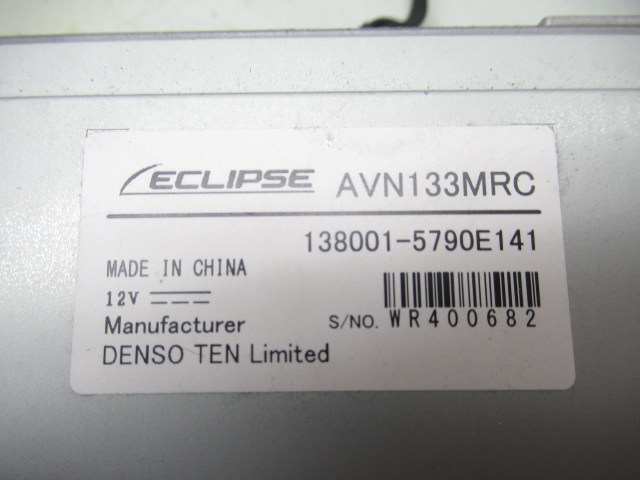 ECLIPSE AVN133MRC
138001-5790E141
MADE IN CHINA
12V
S/NO. WR400682
Manufacturer
DENSO TEN Limited